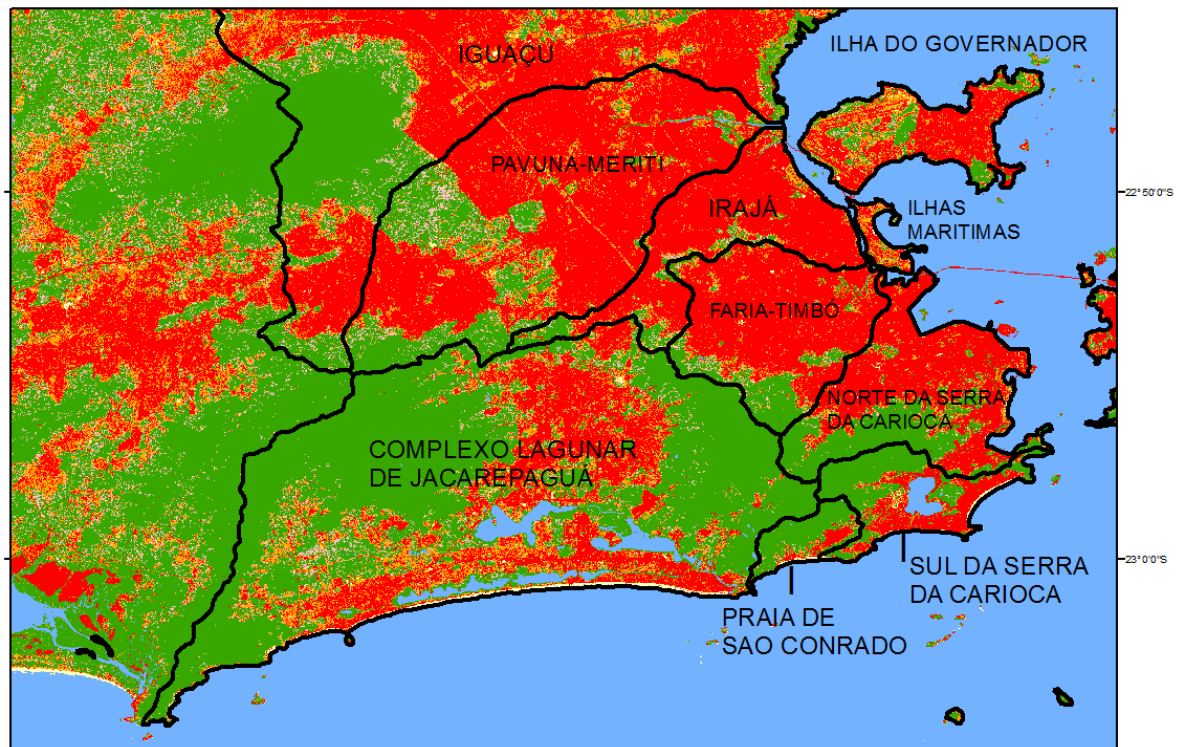 IGUAÇU
ILHA DO GOVERNADOR
PAVUNA-MERITI
22°50'0"S
IRAJÁ
ILHAS
MARITIMAS
FARIA-TIMBÓ
NORTE DA SERRA
DA CARIOCA
COMPLEXO LAGUNAR
DE JACAREPAGUÁ
23°0'0"S
SUL DA SERRA
DA CARIOCA
PRAIA DE
SAO CONRADO